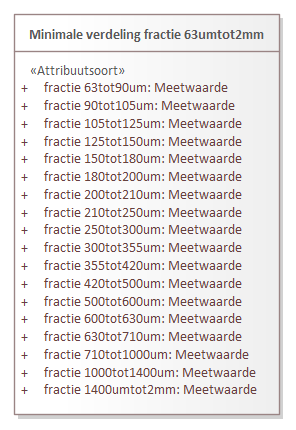 Minimale verdeling fractie 63umtot2mm
«Attribuutsoort»
+ fractie 63tot90um: Meetwaarde
+ fractie 90tot105um: Meetwaarde
+ fractie 105tot125um: Meetwaarde
+ fractie 125tot150um: Meetwaarde
+ fractie 150tot180um: Meetwaarde
+ fractie 180tot200um: Meetwaarde
+ fractie 200tot210um: Meetwaarde
+ fractie 210tot250um: Meetwaarde
+ fractie 250tot300um: Meetwaarde
+ fractie 300tot355um: Meetwaarde
+ fractie 355tot420um: Meetwaarde
+ fractie 420tot500um: Meetwaarde
+ fractie 500tot600um: Meetwaarde
+ fractie 600tot630um: Meetwaarde
+ fractie 630tot710um: Meetwaarde
+ fractie 710tot1000um: Meetwaarde
+ fractie 1000tot1400um: Meetwaarde
+ fractie 1400umtot2mm: Meetwaarde